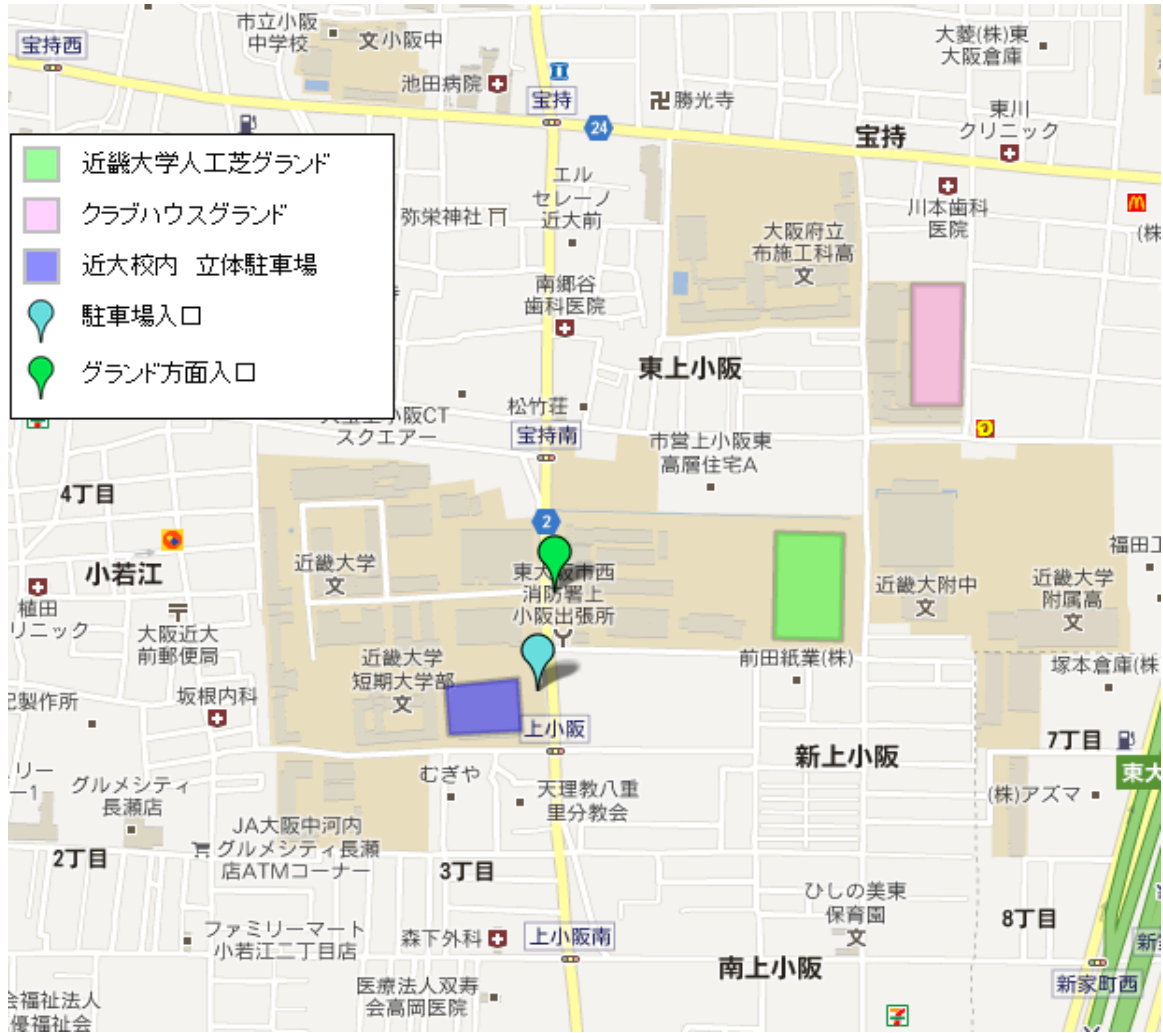 市立小阪
中学校
文小阪中
宝持西
池田病院
宝持
卍勝光寺
大菱(株)東
大阪倉庫
東川
クリニック
24
宝持
近畿大学人工芝グランド
クラブハウスグランド
近大校内 立体駐車場
駐車場入口
グランド方面入口
エル
セレーノ
近大前
弥栄神社
川本歯科
医院
(株
大阪府立
布施工科高
文
南郷谷
歯科医院
東上小阪
松竹荘
小阪CT
スクエアー
宝持南
市営上小阪東
高層住宅A
4丁目
2
近畿大学
文
東大阪市西
消防署上
小阪出張所
小若江
近畿大附中
文
近畿大学
附属高
文
福田工
植田
リニック
大阪近大
前郵便局
近畿大学
短期大学部
文
前田紙業(株)
塚本倉庫(株
坂根内科
製作所
上小阪
新上小阪
7丁目
東大
リー
ー1
グルメシティ
長瀬店
むぎや
天理教八重
里分教会
(株)アズマ
JA大阪中河内
グルメシティ長瀬
店ATMコーナー
2丁目
3丁目
ひしの美東
保育園
文
8丁目
ファミリーマート
小若江二丁目店
森下外科
上小阪南
南上小阪
新家町西
医療法人双寿
会高岡医院
会福祉法人
優福祉会